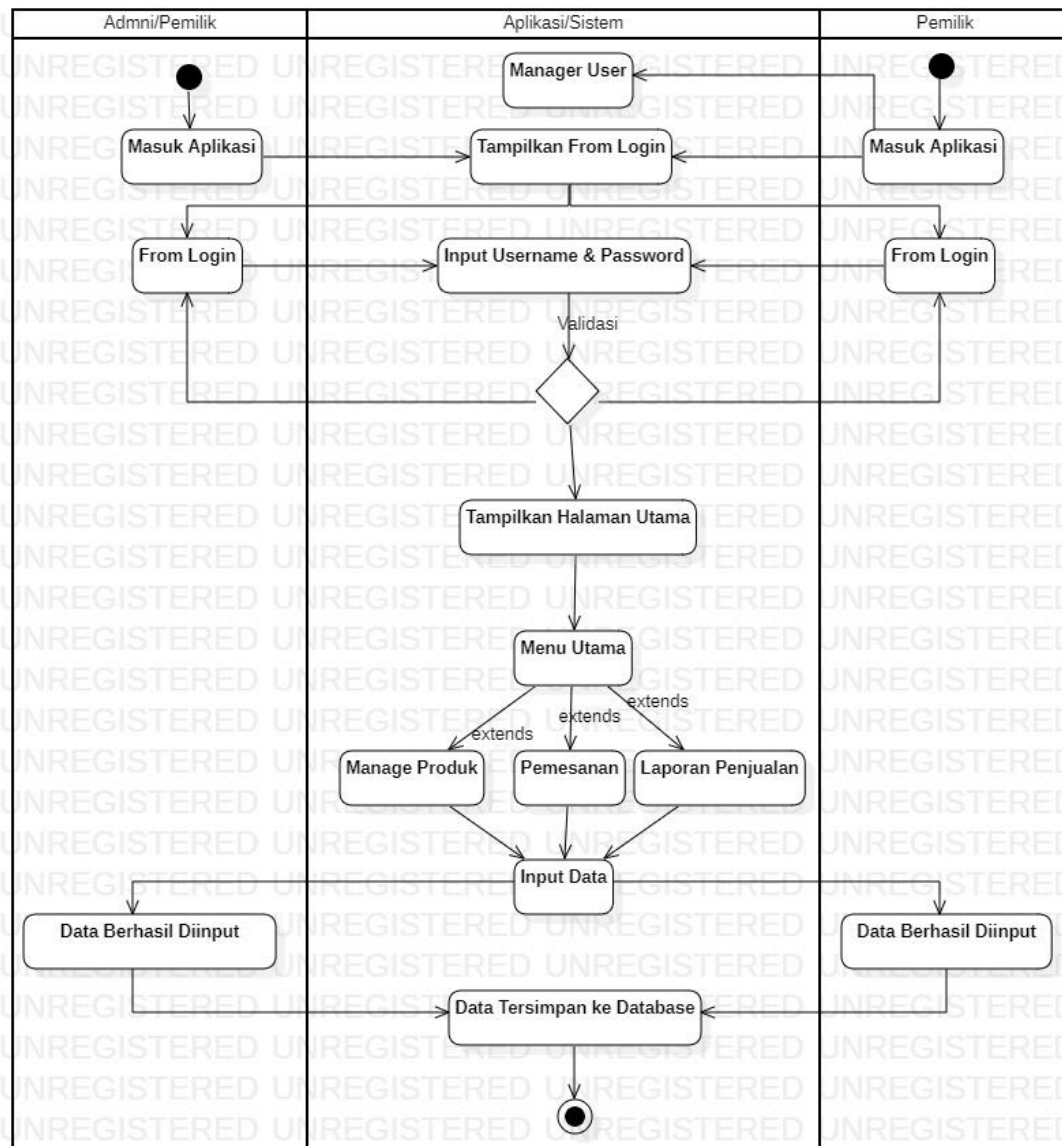 Admni/Pemilik
Aplikasi/Sistem
Pemilik
Manager User
Masuk Aplikasi
Tampilkan From Login
Masuk Aplikasi
From Login
Input Username & Password
From Login
Validasi
Tampilkan Halaman Utama
Menu Utama
extends
extends
extends
Manage Produk
Pemesanan
Laporan Penjualan
Input Data
Data Berhasil Diinput
Data Berhasil Diinput
Data Tersimpan ke Database
UNREGISTERED